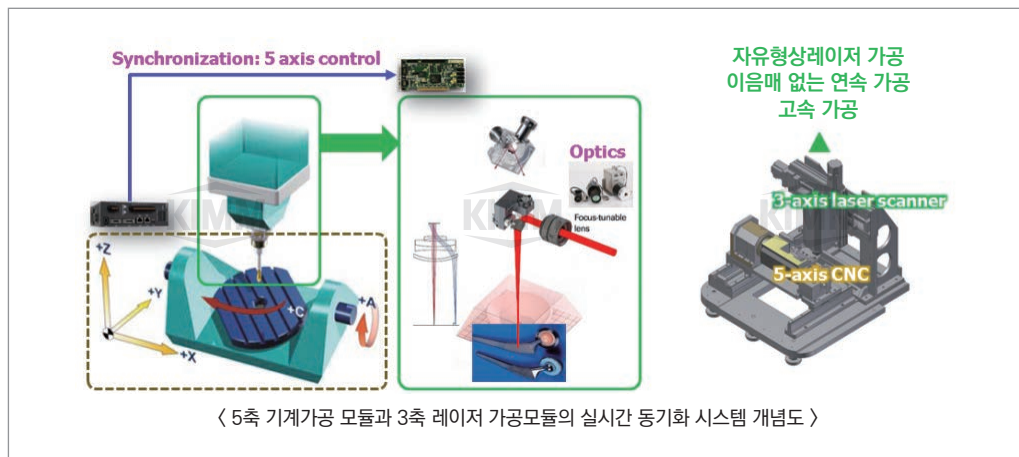 Synchronization: 5 axis control
자유형상레이저 가공
이음매 없는 연속 가공
고속 가공
Optics
Focus-tunable
lens
3-axis laser scanner
5-axis CNC
KIMM
KIMM
+Z
+Y
+X
+C
+A
〈 5축 기계가공 모듈과 3축 레이저 가공모듈의 실시간 동기화 시스템 개념도 〉